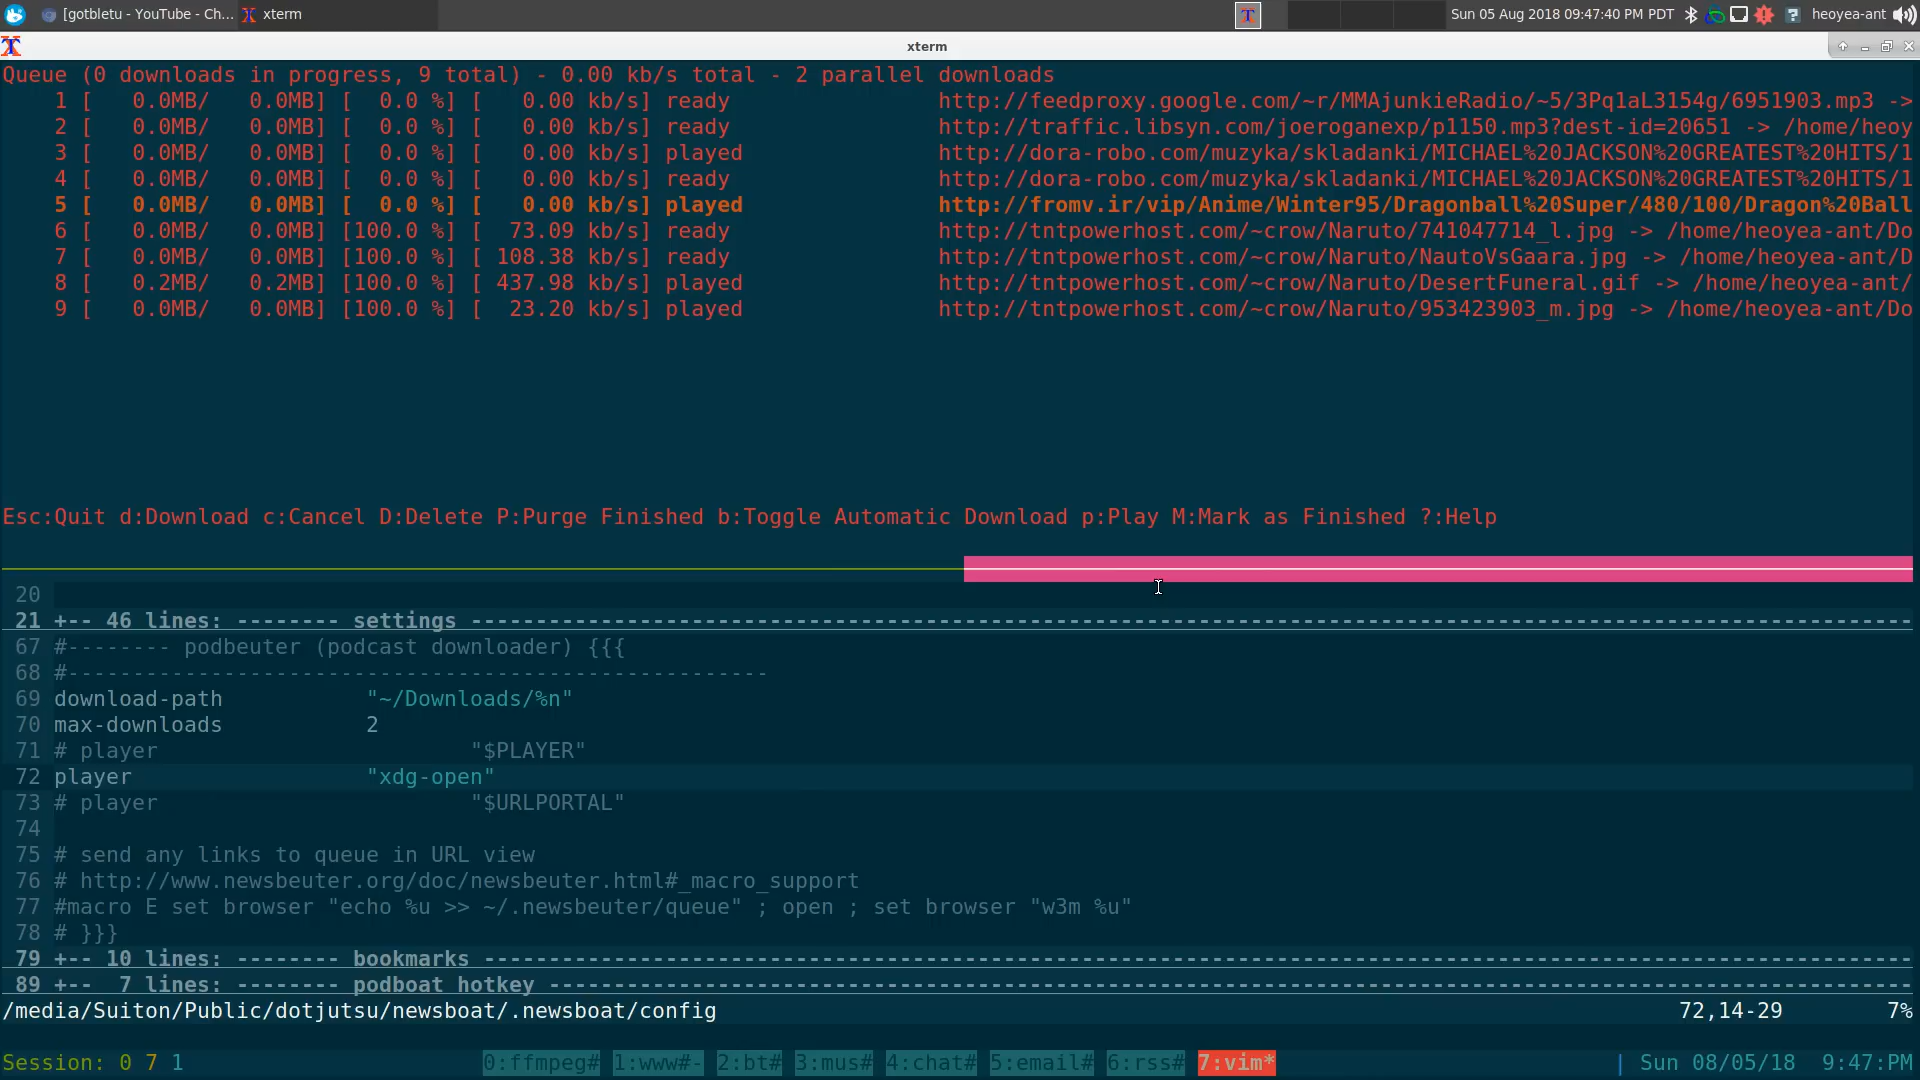 [gotbletu - YouTube - Ch... xterm Sun 05 Aug 2018 09:47:40 PM PDT heoyea-ant
xterm
Queue (0 downloads in progress, 9 total) - 0.00 kb/s total - 2 parallel downloads
1 [   0.0MB/   0.0MB] [  0.0 %] [   0.00 kb/s] ready http://feedproxy.google.com/~r/MMAjunkieRadio/~5/3Pq1aL3154g/6951903.mp3 ->
2 [   0.0MB/   0.0MB] [  0.0 %] [   0.00 kb/s] ready http://traffic.libsyn.com/joeroganexp/p1150.mp3?dest-id=20651 -> /home/heoy
3 [   0.0MB/   0.0MB] [  0.0 %] [   0.00 kb/s] played http://dora-robo.com/muzyka/skladanki/MICHAEL%20JACKSON%20GREATEST%20HITS/1
4 [   0.0MB/   0.0MB] [  0.0 %] [   0.00 kb/s] ready http://dora-robo.com/muzyka/skladanki/MICHAEL%20JACKSON%20GREATEST%20HITS/1
5 [   0.0MB/   0.0MB] [  0.0 %] [   0.00 kb/s] played http://fromv.ir/vip/Anime/Winter95/Dragonball%20Super/480/100/Dragon%20Ball
6 [   0.0MB/   0.0MB] [100.0 %] [  73.09 kb/s] ready http://tntpowerhost.com/~crow/Naruto/741047714_l.jpg -> /home/heoyea-ant/Do
7 [   0.0MB/   0.0MB] [100.0 %] [ 108.38 kb/s] ready http://tntpowerhost.com/~crow/Naruto/NautoVsGaara.jpg -> /home/heoyea-ant/D
8 [   0.2MB/   0.2MB] [100.0 %] [ 437.98 kb/s] played http://tntpowerhost.com/~crow/Naruto/DesertFuneral.gif -> /home/heoyea-ant/
9 [   0.0MB/   0.0MB] [100.0 %] [  23.20 kb/s] played http://tntpowerhost.com/~crow/Naruto/953423903_m.jpg -> /home/heoyea-ant/Do
Esc:Quit d:Download c:Cancel D:Delete P:Purge Finished b:Toggle Automatic Download p:Play M:Mark as Finished ?:Help
20
21 +-- 46 lines: -------- settings ----------------------------------------
67 #-------- podbeuter (podcast downloader) {{{
68 #------------------------------------------------------
69 download-path "~/Downloads/%n"
70 max-downloads 2
71 # player "$PLAYER"
72 player "xdg-open"
73 # player "$URLPORTAL"
74
75 # send any links to queue in URL view
76 # http://www.newsbeuter.org/doc/newsbeuter.html#_macro_support
77 #macro E set browser "echo %u >> ~/.newsbeuter/queue" ; open ; set browser "w3m %u"
78 # }}}
79 +-- 10 lines: -------- bookmarks ----------------------------------------
89 +--  7 lines: -------- podboat hotkey ----------------------------------------
/media/Suiton/Public/dotjutsu/newsboat/.newsboat/config 72,14-29 7%
Session: 0 7 1 0:ffmpeg# 1:www#- 2:bt# 3:mus# 4:chat# 5:email# 6:rss# 7:vim* | Sun 08/05/18 9:47:PM